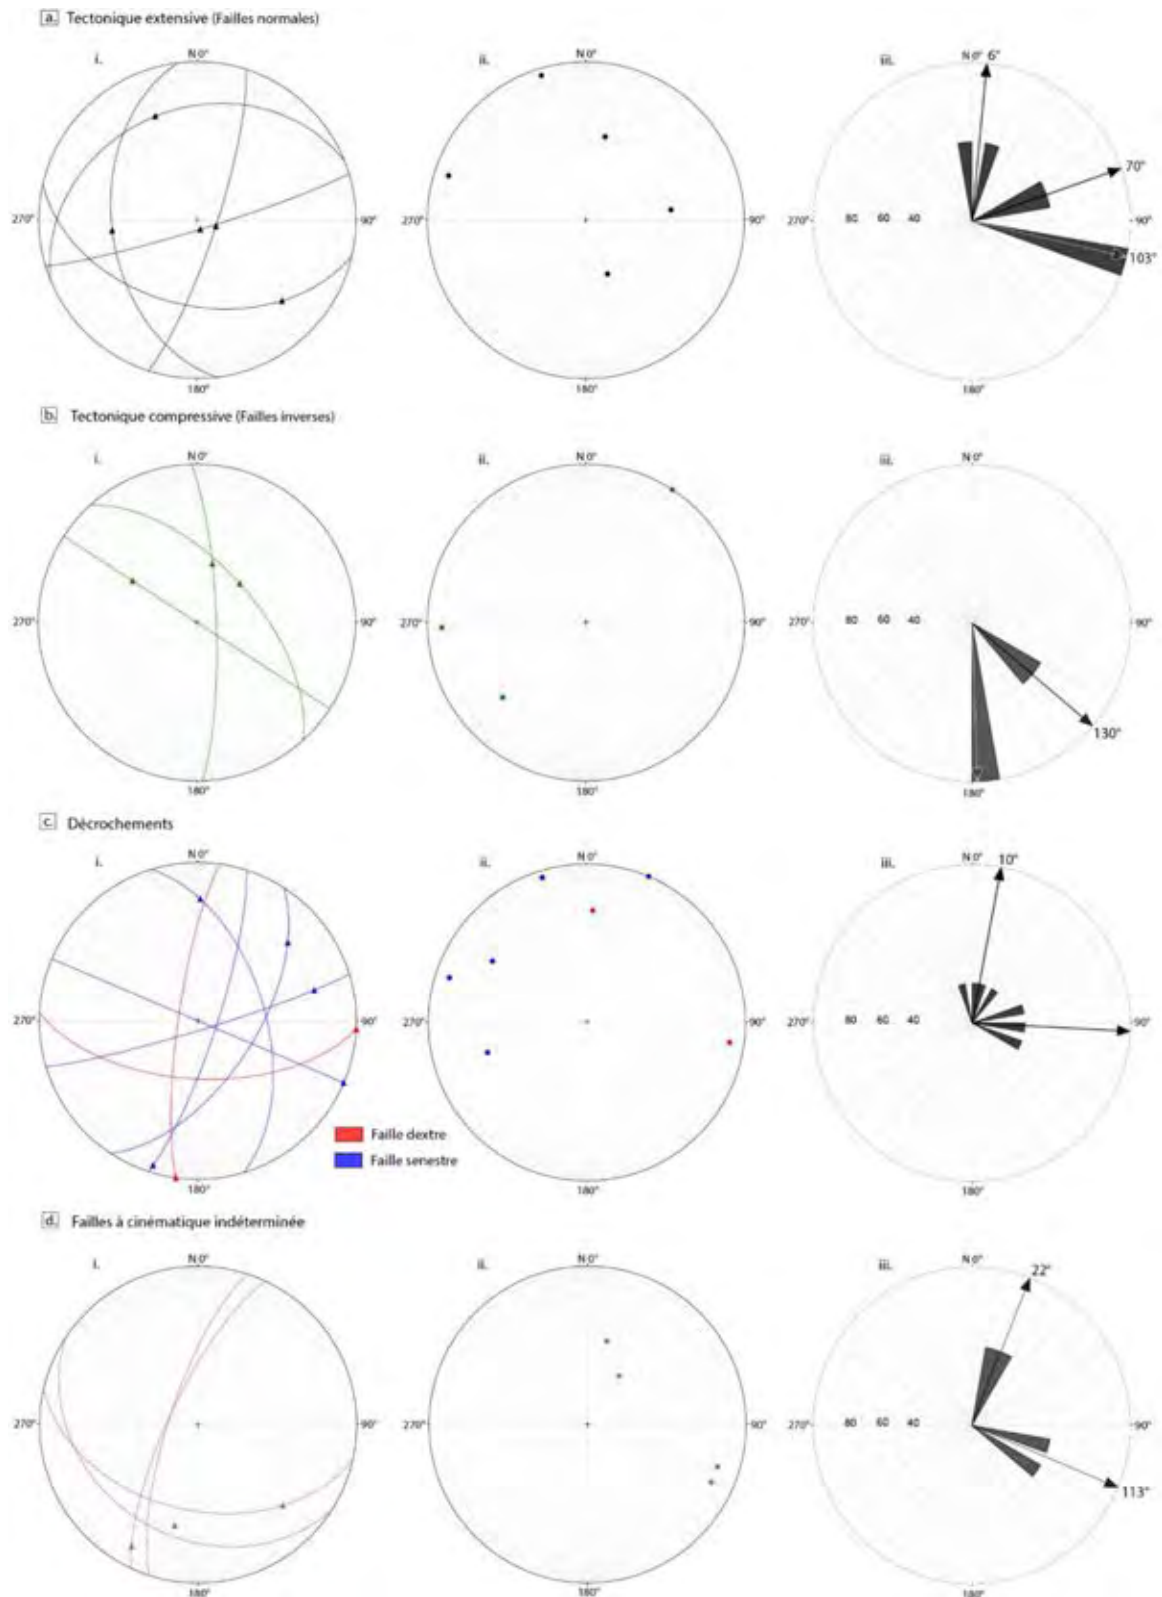 a. Tectonique extensive (Failles normales)
i. ii. iii.
N 0° N 0° N 0° 6°
70°
270° 90° 270° 90° 270° 80 60 40 90°
103°
180° 180° 180°
b. Tectonique compressive (Failles inverses)
i. ii. iii.
N 0° N 0° N 0°
270° 90° 270° 90° 270° 80 60 40 90°
130°
180° 180° 180°
c. Décrochements
i. ii. iii.
N 0° N 0° N 0° 10°
270° 90° 270° 90° 270° 80 60 40 90°
Faille dextre
Faille senestre
180° 180° 180°
d. Failles à cinématique indéterminée
i. ii. iii.
N 0° N 0° N 0° 22°
270° 90° 270° 90° 270° 80 60 40 90°
113°
180° 180° 180°